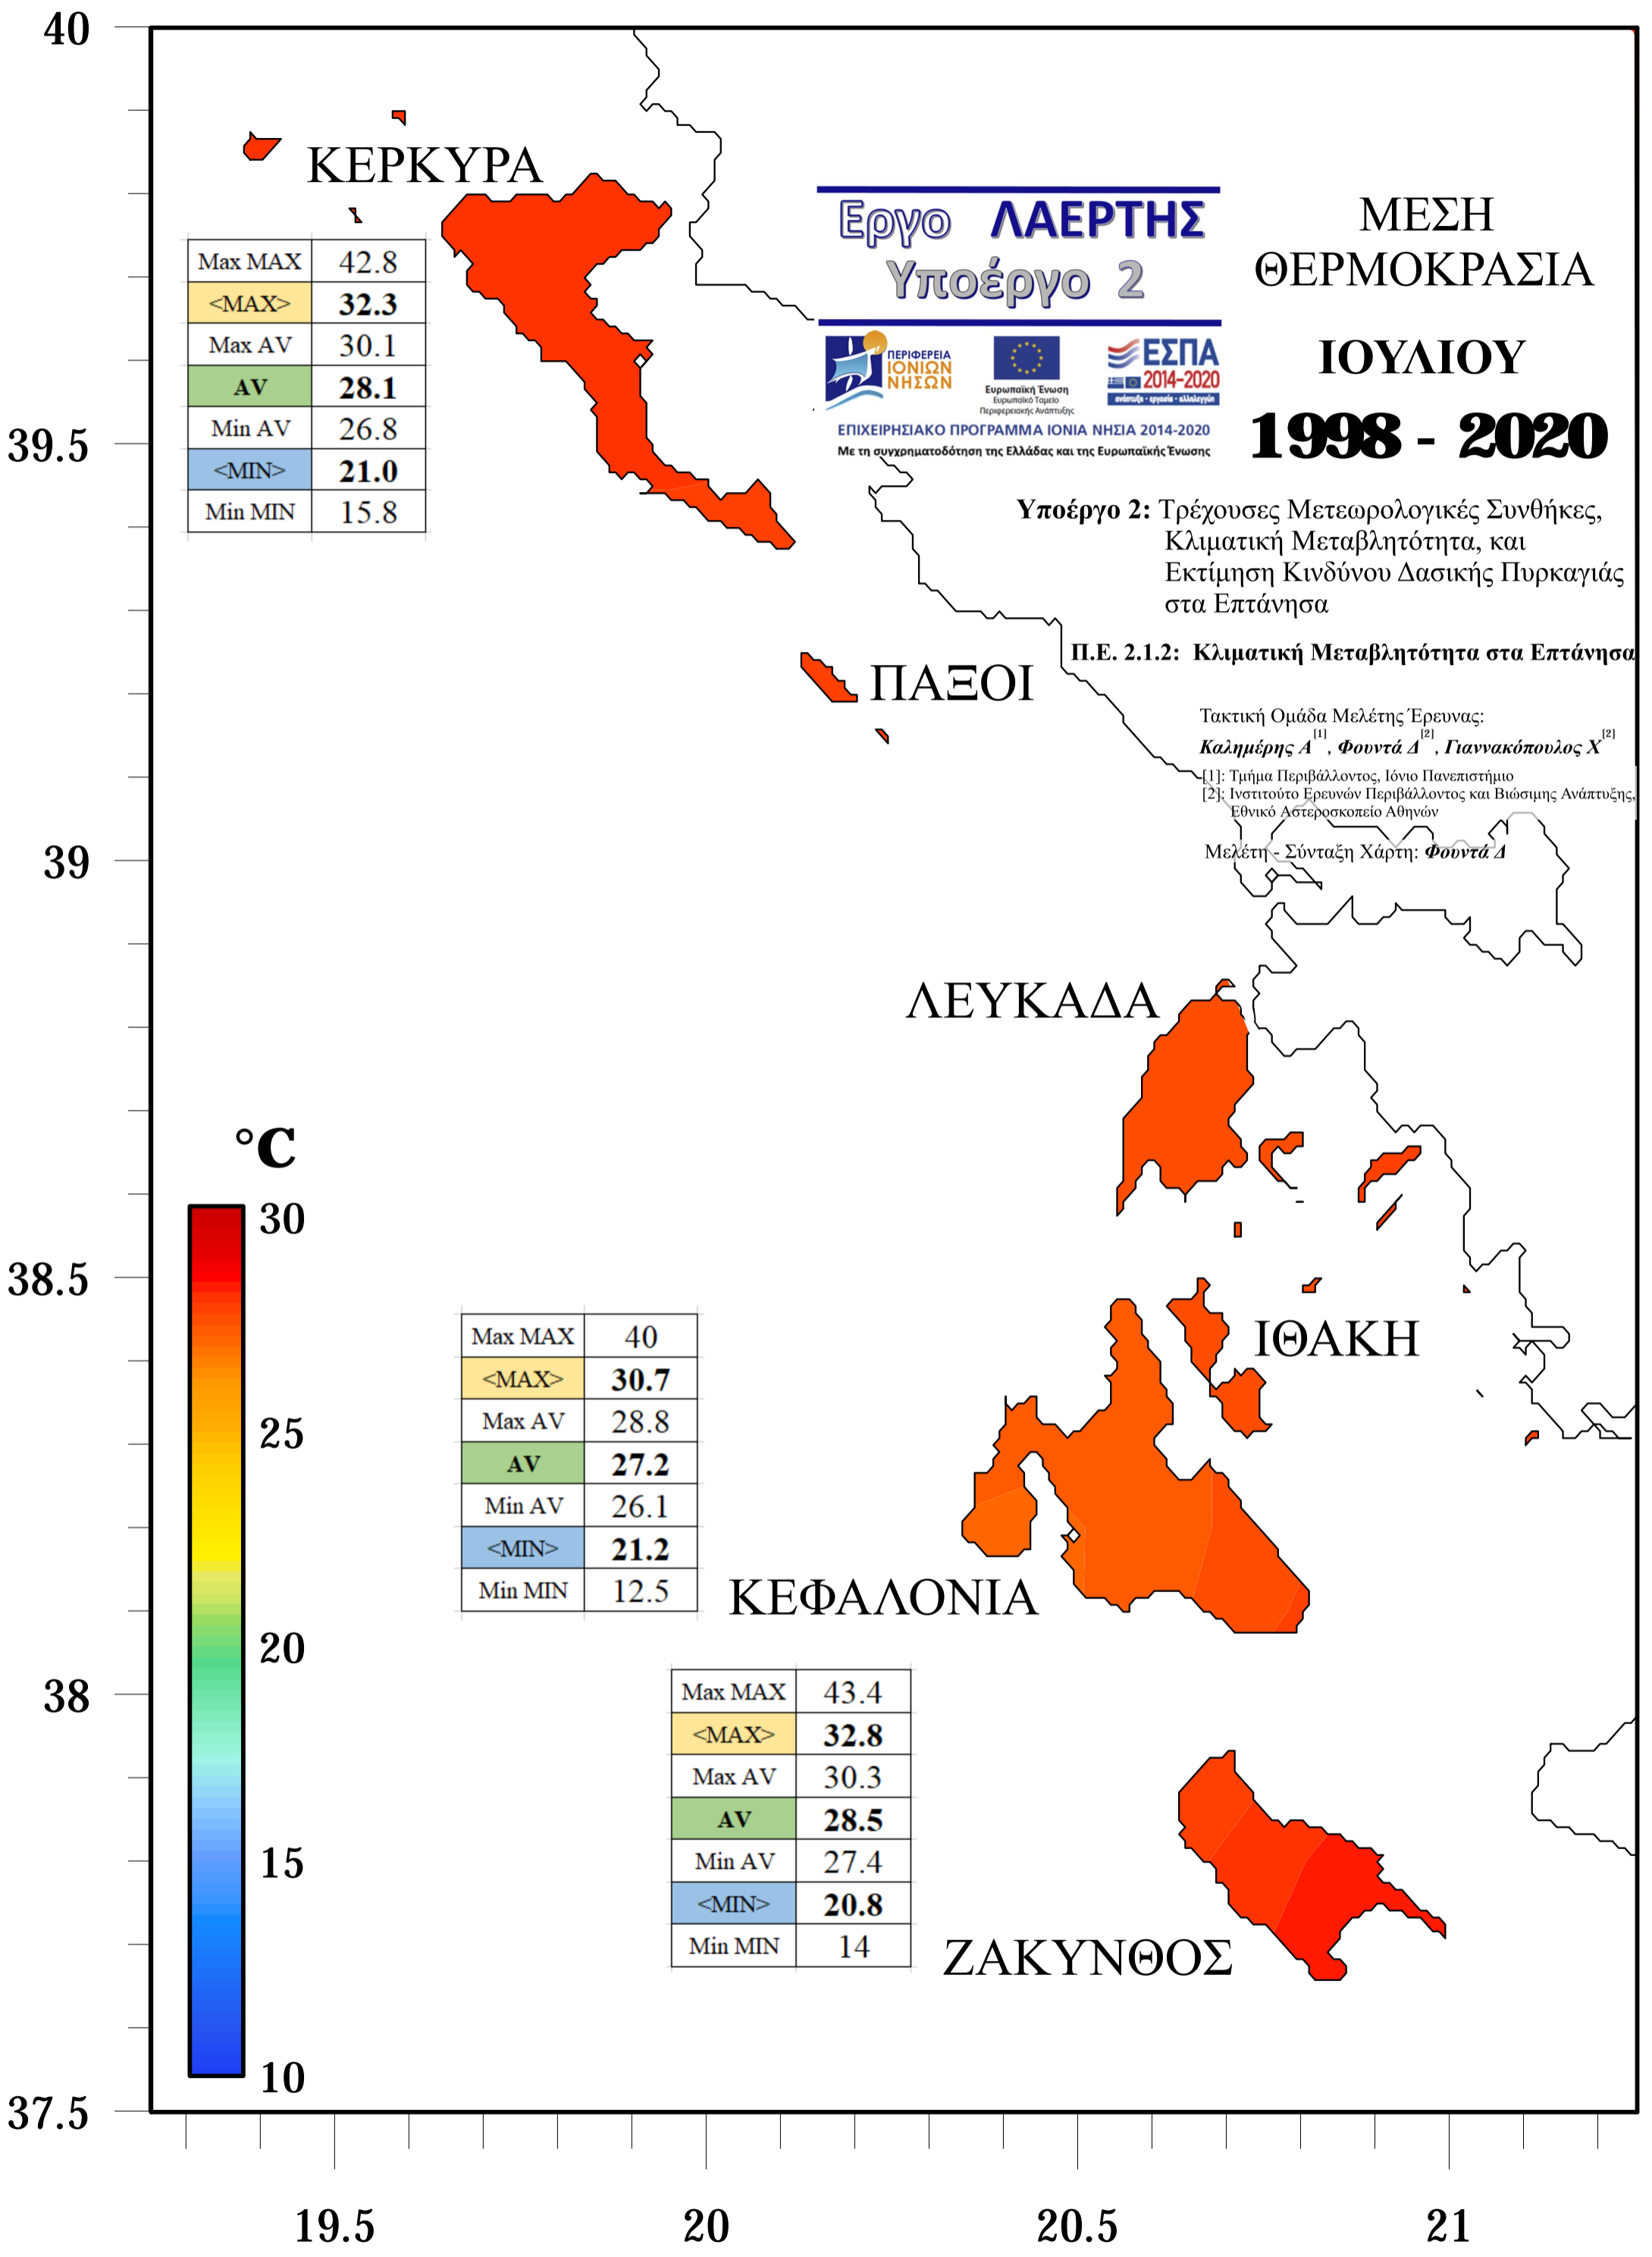 40
39.5
39
38.5
38
37.5
ΚΕΡΚΥΡΑ
Max MAX 42.8
<MAX> 32.3
Max AV 30.1
AV 28.1
Min AV 26.8
<MIN> 21.0
Min MIN 15.8
Εργο ΛΑΕΡΤΗΣ
Υποέργο 2
ΠΕΡΙΦΕΡΕΙΑ
ΙΟΝΙΩΝ
ΝΗΣΩΝ
Ευρωπαϊκή Ένωση
Ευρωπαϊκό Ταμείο
Περιφερειακής Ανάπτυξης
ΕΣΠΑ
2014-2020
ανάπτυξη - εργασία - αλληλεγγύη
ΕΠΙΧΕΙΡΗΣΙΑΚΟ ΠΡΟΓΡΑΜΜΑ ΙΟΝΙΑ ΝΗΣΙΑ 2014-2020
Με τη συγχρηματοδότηση της Ελλάδας και της Ευρωπαϊκής Ένωσης
ΜΕΣΗ
ΘΕΡΜΟΚΡΑΣΙΑ
ΙΟΥΛΙΟΥ
1998 - 2020
Υποέργο 2: Τρέχουσες Μετεωρολογικές Συνθήκες,
Κλιματική Μεταβλητότητα, και
Εκτίμηση Κινδύνου Δασικής Πυρκαγιάς
στα Επτάνησα
Π.Ε. 2.1.2: Κλιματική Μεταβλητότητα στα Επτάνησα
Τακτική Ομάδα Μελέτης Έρευνας:
Καλημέρης Α[1], Φουντά Δ[2], Γιαννακόπουλος Χ[2]
[1]: Τμήμα Περιβάλλοντος, Ιόνιο Πανεπιστήμιο
[2]: Ινστιτούτο Ερευνών Περιβάλλοντος και Βιώσιμης Ανάπτυξης,
Εθνικό Αστεροσκοπείο Αθηνών
Μελέτη - Σύνταξη Χάρτη: Φουντά Δ
ΠΑΞΟΙ
ΛΕΥΚΑΔΑ
ΙΘΑΚΗ
°C
30
25
20
15
10
Max MAX 40
<MAX> 30.7
Max AV 28.8
AV 27.2
Min AV 26.1
<MIN> 21.2
Min MIN 12.5
ΚΕΦΑΛΟΝΙΑ
Max MAX 43.4
<MAX> 32.8
Max AV 30.3
AV 28.5
Min AV 27.4
<MIN> 20.8
Min MIN 14
ΖΑΚΥΝΘΟΣ
19.5 20 20.5 21